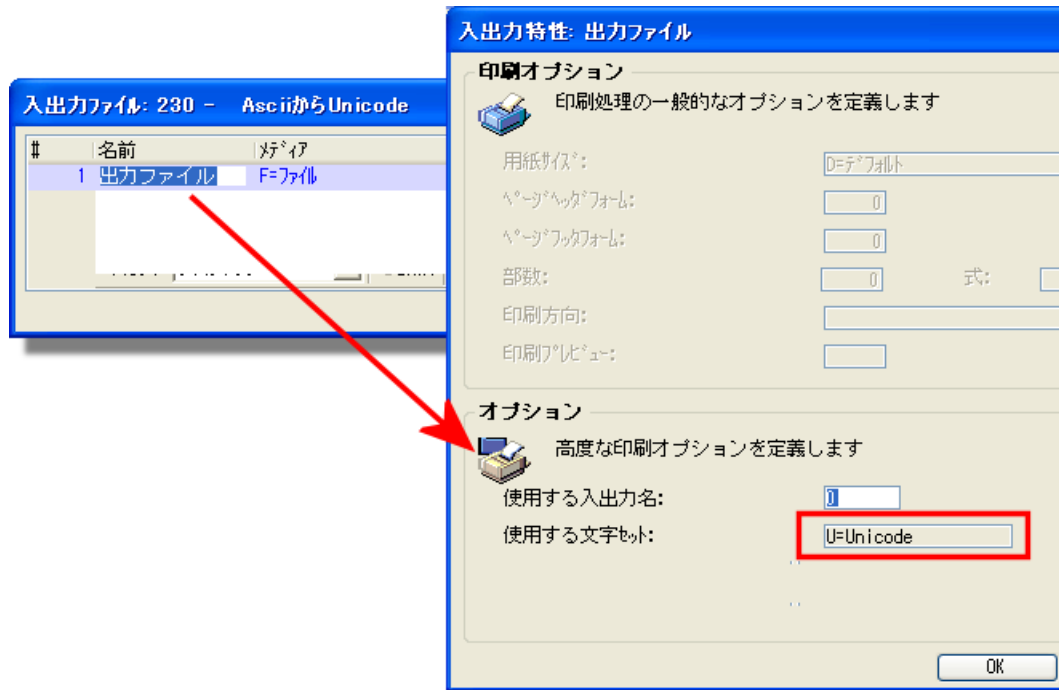 入出力ファイル: 230 - AsciiからUnicode
# 名前 メディア
1 出力ファイル F=ファイル
入出力特性: 出力ファイル
印刷オプション
印刷処理の一般的なオプションを定義します
用紙サイズ: D=デフォルト
ページヘッダフォーム: 0
ページフッタフォーム: 0
部数: 0 式:
印刷方向:
印刷プレビュー:
オプション
高度な印刷オプションを定義します
使用する入出力名: 0
使用する文字セット: U=Unicode
OK